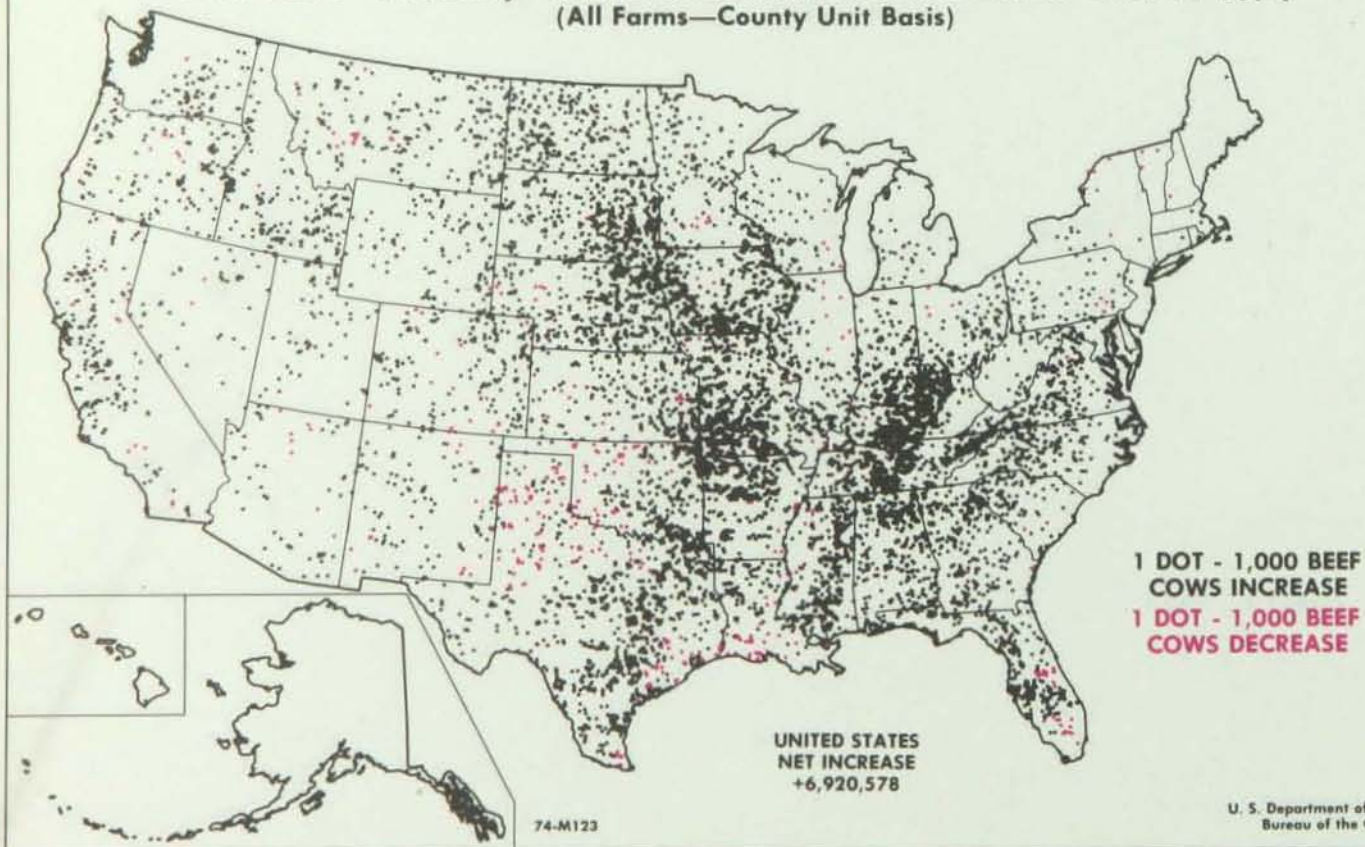 (All Farms—County Unit Basis)
1 DOT - 1,000 BEEF
COWS INCREASE
1 DOT - 1,000 BEEF
COWS DECREASE
UNITED STATES
NET INCREASE
+6,920,578
74-M123
U. S. Department of
Bureau of the